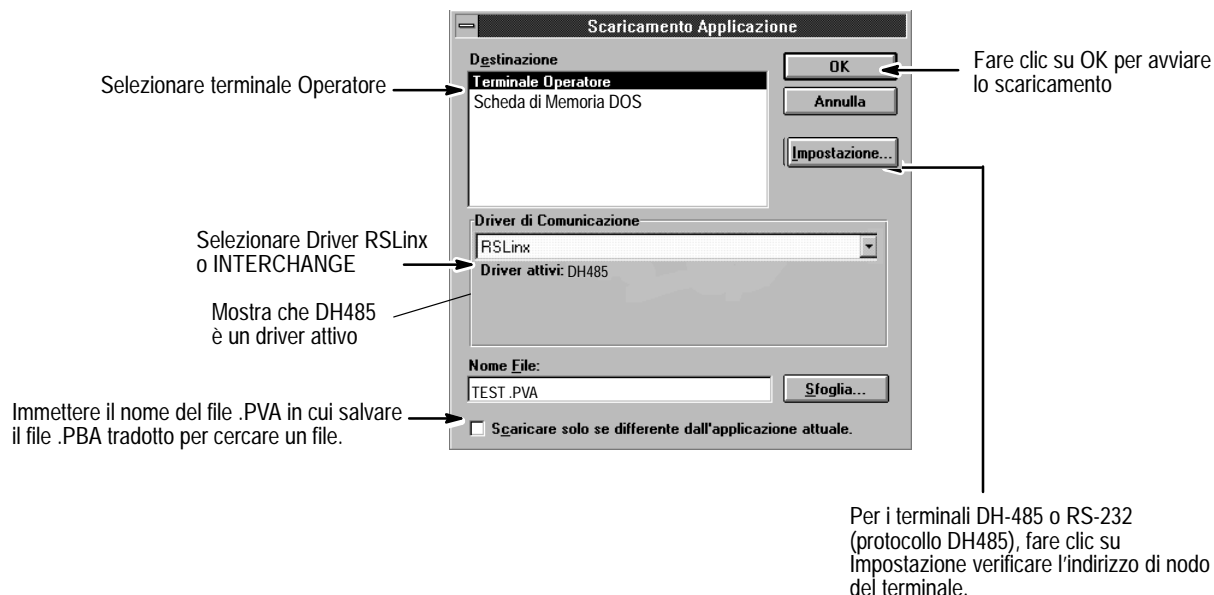 Scaricamento Applicazione
Destinazione
Terminale Operatore
Scheda di Memoria DOS
OK
Annulla
Impostazione...
Fare clic su OK per avviare
lo scaricamento
Selezionare terminale Operatore
Driver di Comunicazione
RSLinx
Driver attivi: DH485
Selezionare Driver RSLinx
o INTERCHANGE
Mostra che DH485
è un driver attivo
Nome File:
TEST .PVA
Sfoglia...
Immettere il nome del file .PVA in cui salvare
il file .PBA tradotto per cercare un file.
Scaricare solo se differente dall'applicazione attuale.
Per i terminali DH-485 o RS-232
(protocollo DH485), fare clic su
Impostazione verificare l'indirizzo di nodo
del terminale.